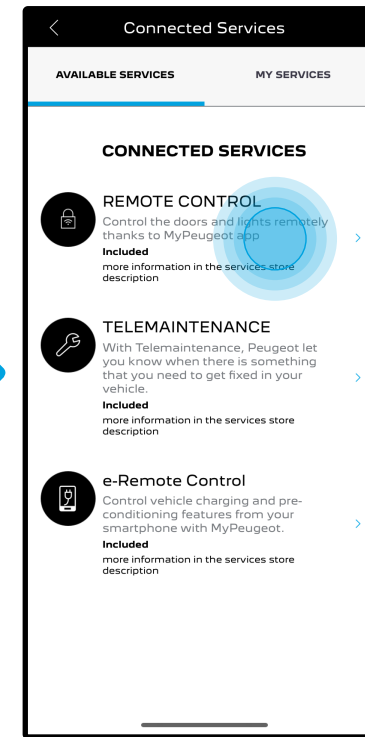 Connected Services
AVAILABLE SERVICES
MY SERVICES
CONNECTED SERVICES
REMOTE CONTROL
Control the doors and lights remotely
thanks to MyPeugeot app
Included
more information in the services store
description
TELEMAINTENANCE
With Telemaintenance, Peugeot let
you know when there is something
that you need to get fixed in your
vehicle.
Included
more information in the services store
description
e-Remote Control
Control vehicle charging and pre-
conditioning features from your
smartphone with MyPeugeot.
Included
more information in the services store
description